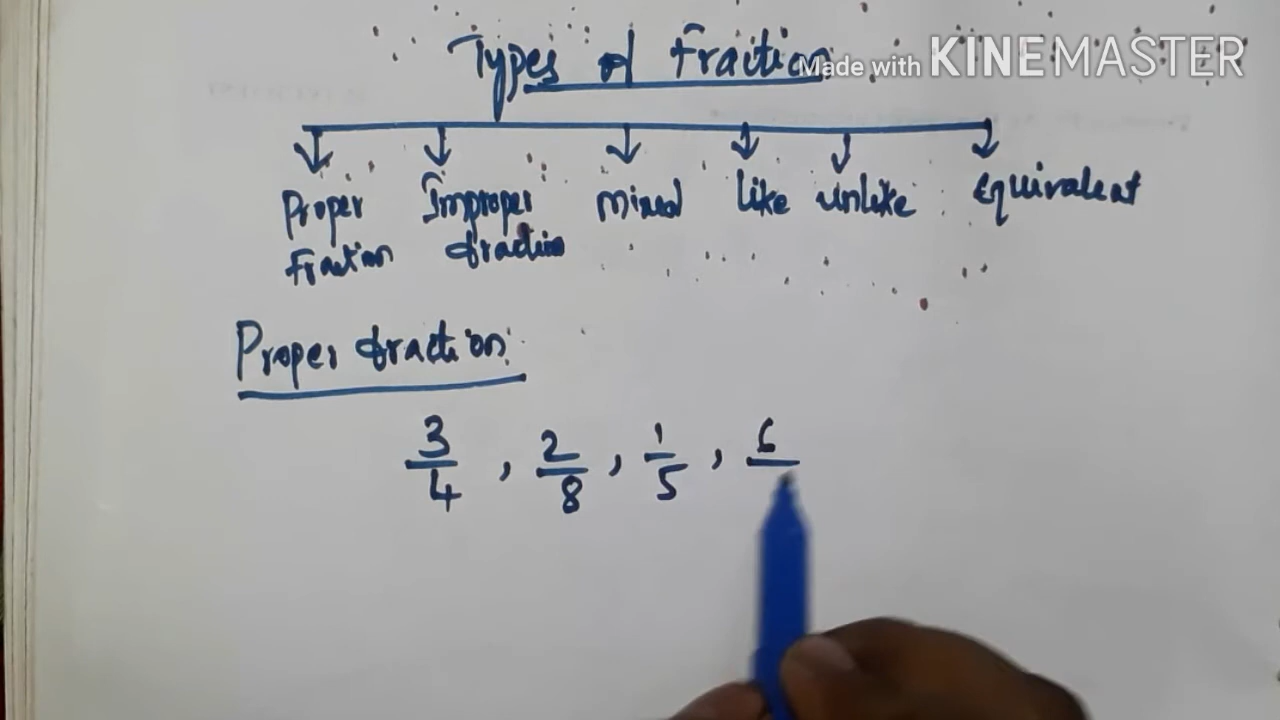 Types of Fraction
Made with KINEMASTER
Proper Improper Mixed like unlike Equivalent
Fraction fraction
Proper fraction:
3/4, 2/8, 1/5, 6/